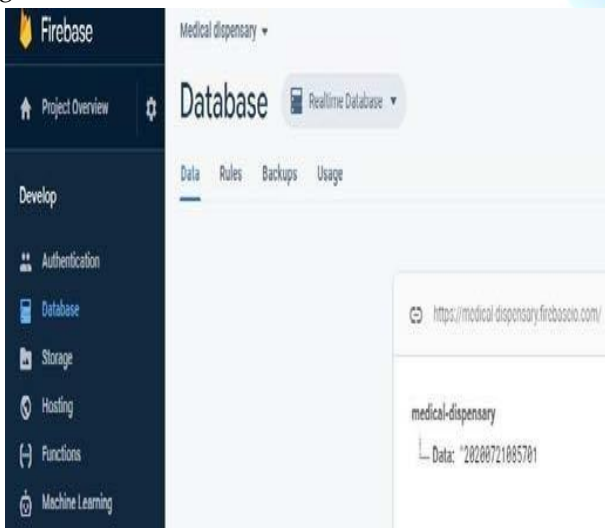 Firebase
Project Overview
Develop
Authentication
Database
Storage
Hosting
Functions
Machine Learning
Medical dispensary
Database
Realtime Database
Data Rules Backups Usage
https://medical-dispensary.firebaseio.com/
medical-dispensary
Data: "20200721085701